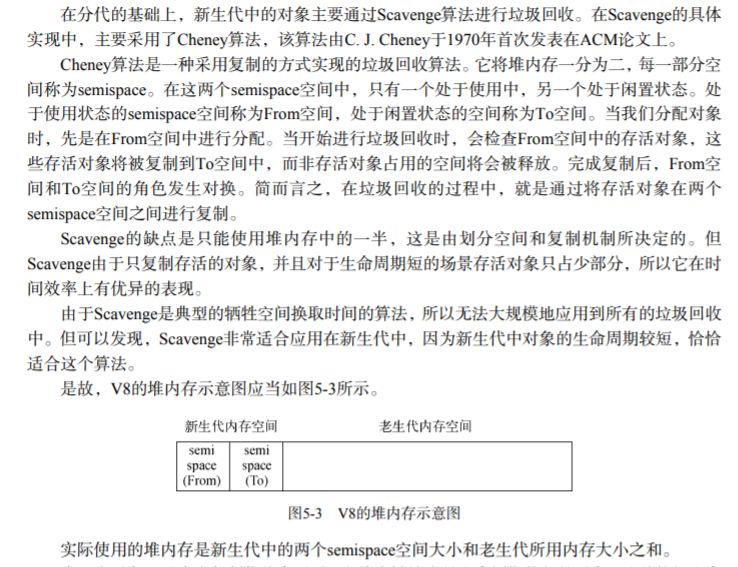 在分代的基础上，新生代中的对象主要通过Scavenge算法进行垃圾回收。在Scavenge的具体
实现中，主要采用了Cheney算法，该算法由C. J. Cheney于1970年首次发表在ACM论文上。
Cheney算法是一种采用复制的方式实现的垃圾回收算法。它将堆内存一分为二，每一部分空
间称为semispace。在这两个semispace空间中，只有一个处于使用中，另一个处于闲置状态。处
于使用状态的semispace空间称为From空间，处于闲置状态的空间称为To空间。当我们分配对象
时，先是在From空间中进行分配。当开始进行垃圾回收时，会检查From空间中的存活对象，这
些存活对象将被复制到To空间中，而非存活对象占用的空间将会被释放。完成复制后，From空
间和To空间的角色发生对换。简而言之，在垃圾回收的过程中，就是通过将存活对象在两个
semispace空间之间进行复制。
Scavenge的缺点是只能使用堆内存中的一半，这是由划分空间和复制机制所决定的。但
Scavenge由于只复制存活的对象，并且对于生命周期短的场景存活对象只占少部分，所以它在时
间效率上有优异的表现。
由于Scavenge是典型的牺牲空间换取时间的算法，所以无法大规模地应用到所有的垃圾回收
中。但可以发现，Scavenge非常适合应用在新生代中，因为新生代中对象的生命周期较短，恰恰
适合这个算法。
是故，V8的堆内存示意图应当如图5-3所示。
新生代内存空间 老生代内存空间
semi semi
space space
(From) (To)
图5-3 V8的堆内存示意图
实际使用的堆内存是新生代中的两个semispace空间大小和老生代所用内存大小之和。